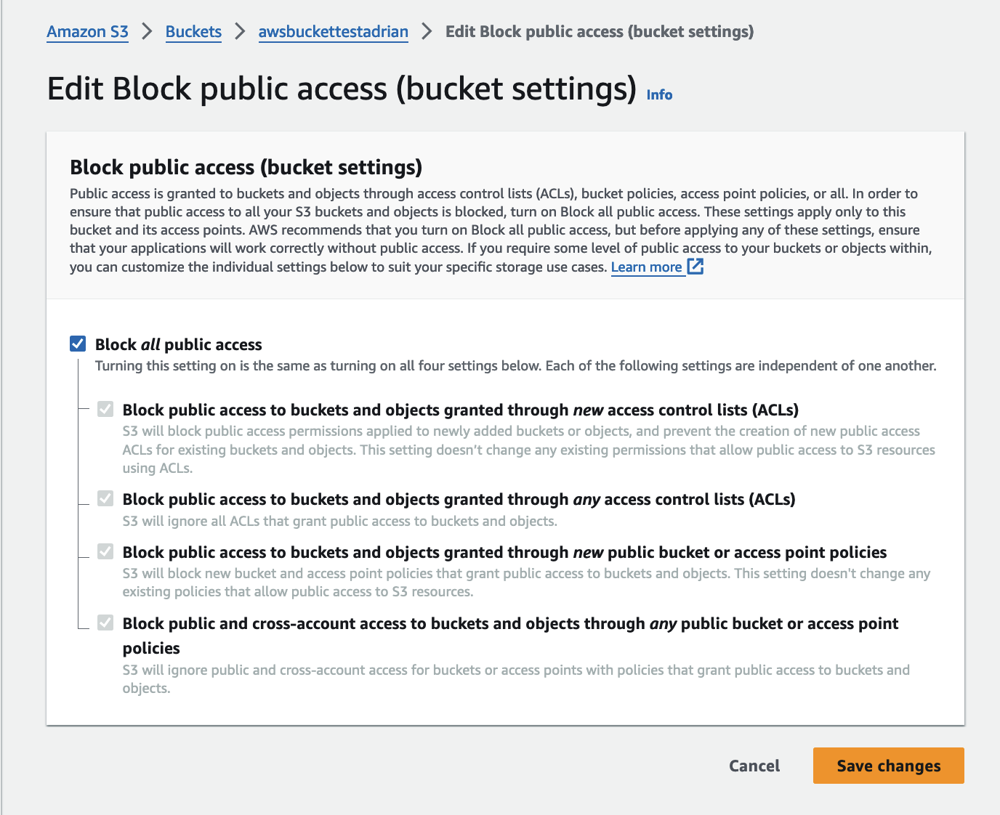 Amazon S3 > Buckets > awsbuckettestadrian > Edit Block public access (bucket settings)
Edit Block public access (bucket settings) Info
Block public access (bucket settings)
Public access is granted to buckets and objects through access control lists (ACLs), bucket policies, access point policies, or all. In order to
ensure that public access to all your S3 buckets and objects is blocked, turn on Block all public access. These settings apply only to this
bucket and its access points. AWS recommends that you turn on Block all public access, but before applying any of these settings, ensure
that your applications will work correctly without public access. If you require some level of public access to your buckets or objects within,
you can customize the individual settings below to suit your specific storage use cases. Learn more
Block all public access
Turning this setting on is the same as turning on all four settings below. Each of the following settings are independent of one another.
Block public access to buckets and objects granted through new access control lists (ACLs)
S3 will block public access permissions applied to newly added buckets or objects, and prevent the creation of new public access
ACLs for existing buckets and objects. This setting doesn’t change any existing permissions that allow public access to S3 resources
using ACLs.
Block public access to buckets and objects granted through any access control lists (ACLs)
S3 will ignore all ACLs that grant public access to buckets and objects.
Block public access to buckets and objects granted through new public bucket or access point policies
S3 will block new bucket and access point policies that grant public access to buckets and objects. This setting doesn't change any
existing policies that allow public access to S3 resources.
Block public and cross-account access to buckets and objects through any public bucket or access point
policies
S3 will ignore public and cross-account access for buckets or access points with policies that grant public access to buckets and
objects.
Cancel
Save changes